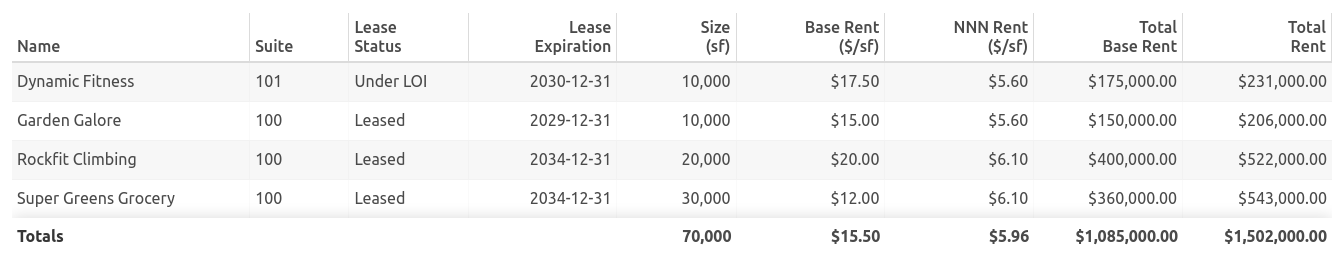 Name Suite Lease Status Lease Expiration Size (sf) Base Rent ($/sf) NNN Rent ($/sf) Total Base Rent Total Rent
Dynamic Fitness 101 Under LOI 2030-12-31 10,000 $17.50 $5.60 $175,000.00 $231,000.00
Garden Galore 100 Leased 2029-12-31 10,000 $15.00 $5.60 $150,000.00 $206,000.00
Rockfit Climbing 100 Leased 2034-12-31 20,000 $20.00 $6.10 $400,000.00 $522,000.00
Super Greens Grocery 100 Leased 2034-12-31 30,000 $12.00 $6.10 $360,000.00 $543,000.00
Totals 70,000 $15.50 $5.96 $1,085,000.00 $1,502,000.00